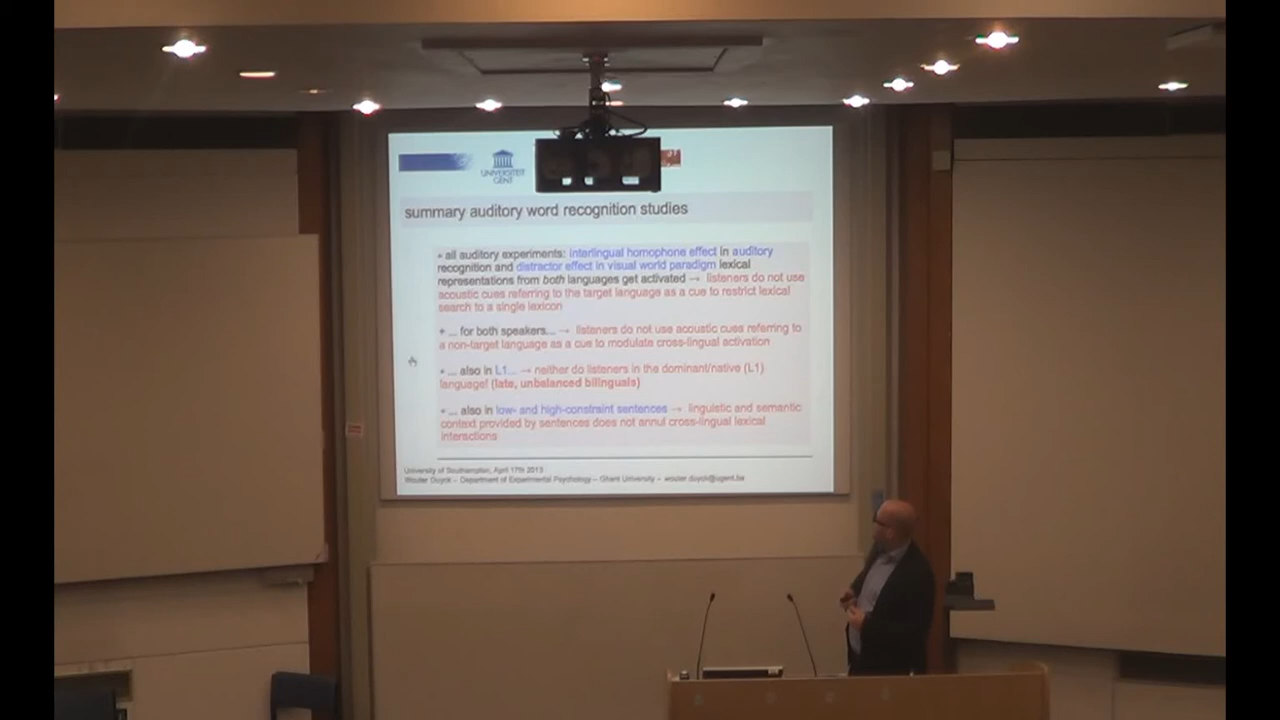 UNIVERSITEIT
GENT
summary auditory word recognition studies
• all auditory experiments: interlingual homophone effect in auditory
recognition and distractor effect in visual world paradigm lexical
representations from both languages get activated → listeners do not use
acoustic cues referring to the target language as a cue to restrict lexical
search to a single lexicon
• ... for both speakers... → listeners do not use acoustic cues referring to
a non-target language as a cue to modulate cross-lingual activation
• ... also in L1... → neither do listeners in the dominant/native (L1)
language! (late, unbalanced bilinguals)
• ... also in low- and high-constraint sentences → linguistic and semantic
context provided by sentences does not annul cross-lingual lexical
interactions
University of Southampton, April 17th 2013
Wouter Duyck – Department of Experimental Psychology – Ghent University – wouter.duyck@ugent.be